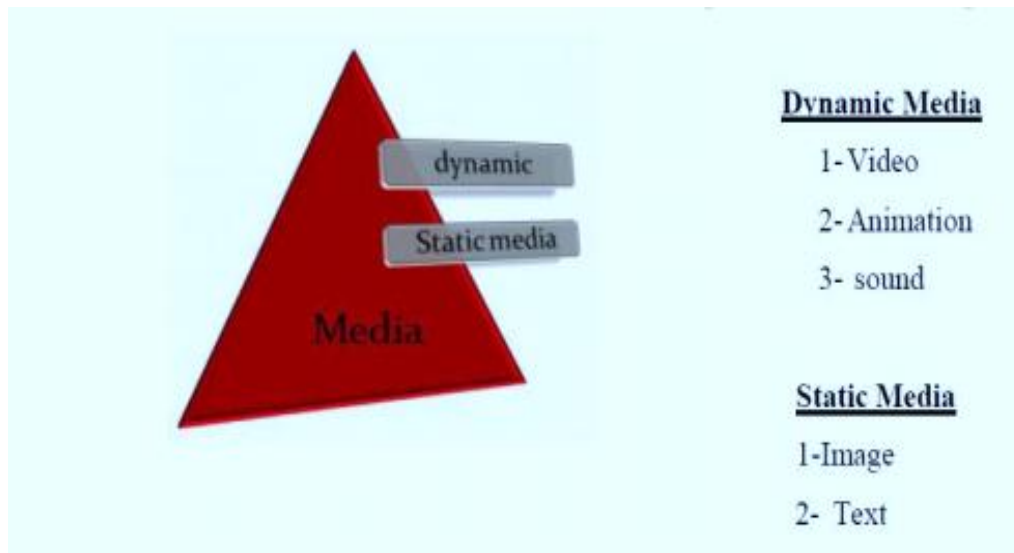 dynamic
Static media
Media
Dynamic Media
1-Video
2-Animation
3- sound
Static Media
1-Image
2- Text